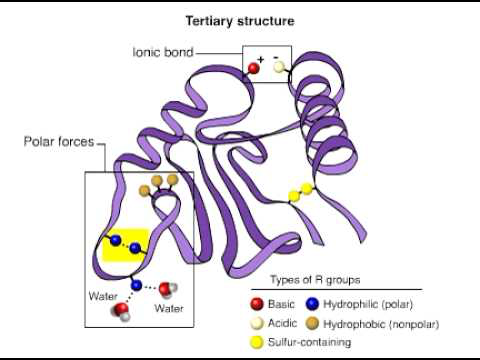 Tertiary structure
Ionic bond
+ -
Polar forces
Water
Water
Types of R groups
Basic
Hydrophilic (polar)
Acidic
Hydrophobic (nonpolar)
Sulfur-containing